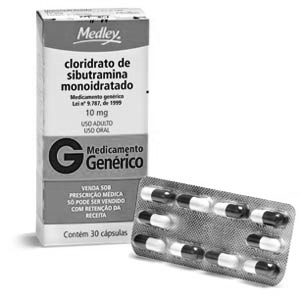 Medley
cloridrato de
sibutramina
monoidratado
Medicamento genérico
Lei nº 9.787, de 1999
10 mg
USO ADULTO
USO ORAL
G Medicamento
Genérico
VENDA SOB
PRESCRIÇÃO MÉDICA
SÓ PODE SER VENDIDO
COM RETENÇÃO DA
RECEITA
Contém 30 cápsulas